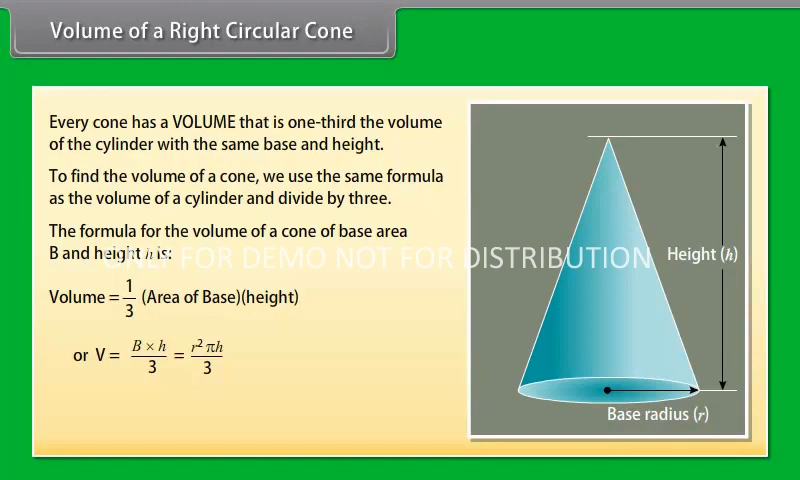 Volume of a Right Circular Cone
Every cone has a VOLUME that is one-third the volume
of the cylinder with the same base and height.
To find the volume of a cone, we use the same formula
as the volume of a cylinder and divide by three.
The formula for the volume of a cone of base area
B and height h is:
ONLY FOR DEMO NOT FOR DISTRIBUTION
Volume = 1/3 (Area of Base)(height)
or V = B × h / 3 = r² πh / 3
Height (h)
Base radius (r)